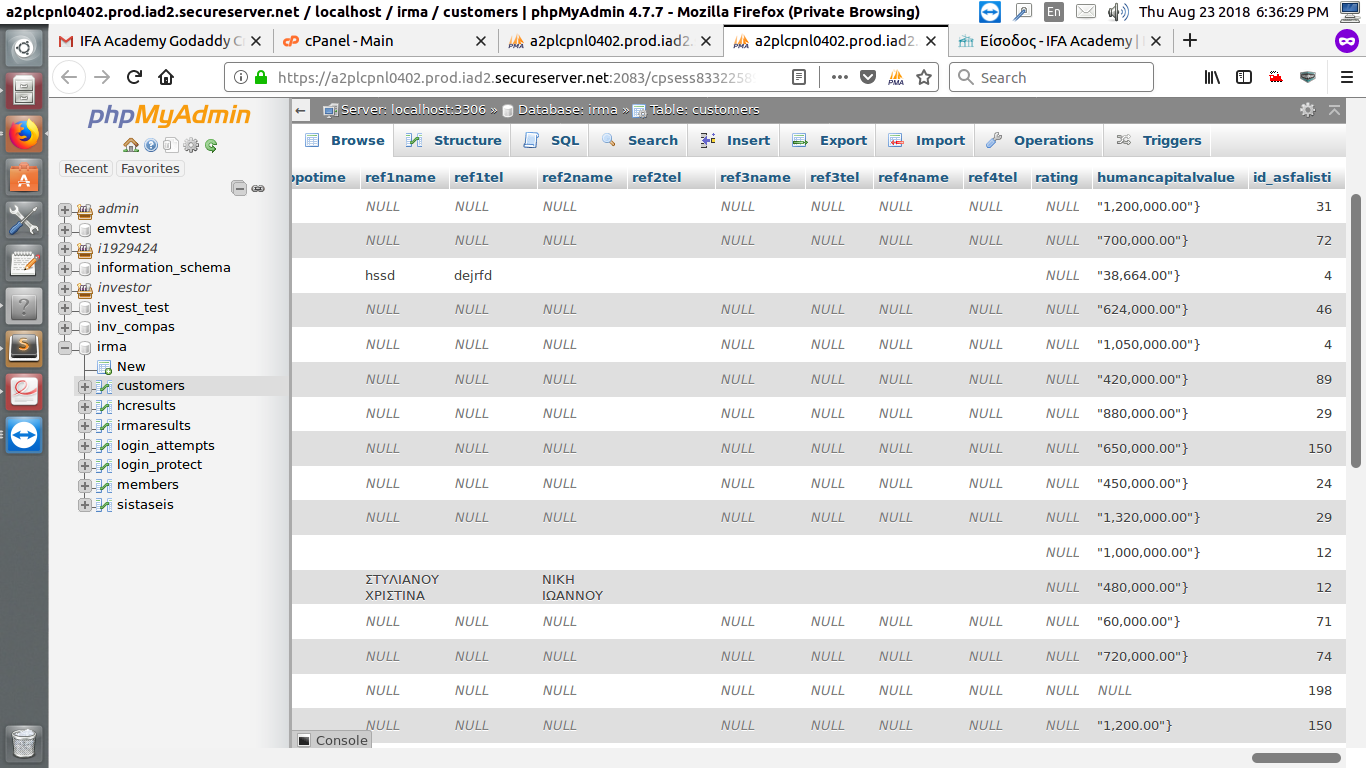 a2plcpnl0402.prod.iad2.secureserver.net / localhost / irma / customers | phpMyAdmin 4.7.7 - Mozilla Firefox (Private Browsing) En Thu Aug 23 2018 6:36:29 PM
IFA Academy Godaddy C cPanel - Main a2plcpnl0402.prod.iad2. a2plcpnl0402.prod.iad2. Είσοδος - IFA Academy |
https://a2plcpnl0402.prod.iad2.secureserver.net:2083/cpsess8332258 Search
phpMyAdmin
Recent Favorites
admin
emvtest
i1929424
information_schema
investor
invest_test
inv_compas
irma
New
customers
hcresults
irmaresults
login_attempts
login_protect
members
sistaseis
Server: localhost:3306 » Database: irma » Table: customers
Browse Structure SQL Search Insert Export Import Operations Triggers
ppotime ref1name ref1tel ref2name ref2tel ref3name ref3tel ref4name ref4tel rating humancapitalvalue id_asfalisti
NULL NULL NULL NULL NULL NULL NULL NULL "1,200,000.00"} 31
NULL NULL NULL NULL NULL NULL NULL NULL "700,000.00"} 72
hssd dejrfd NULL "38,664.00"} 4
NULL NULL NULL NULL NULL NULL NULL NULL "624,000.00"} 46
NULL NULL NULL NULL NULL NULL NULL NULL "1,050,000.00"} 4
NULL NULL NULL NULL NULL NULL NULL NULL "420,000.00"} 89
NULL NULL NULL NULL NULL NULL NULL NULL "880,000.00"} 29
NULL NULL NULL NULL NULL NULL NULL NULL "650,000.00"} 150
NULL NULL NULL NULL NULL NULL NULL NULL "450,000.00"} 24
NULL NULL NULL NULL NULL NULL NULL NULL "1,320,000.00"} 29
NULL "1,000,000.00"} 12
ΣΤΥΛΙΑΝΟΥ ΝΙΚΗ
ΧΡΙΣΤΙΝΑ ΙΩΑΝΝΟΥ NULL "480,000.00"} 12
NULL NULL NULL NULL NULL NULL NULL NULL "60,000.00"} 71
NULL NULL NULL NULL NULL NULL NULL NULL "720,000.00"} 74
NULL NULL NULL NULL NULL NULL NULL NULL NULL 198
NULL NULL NULL NULL NULL NULL NULL NULL "1,200.00"} 150
Console